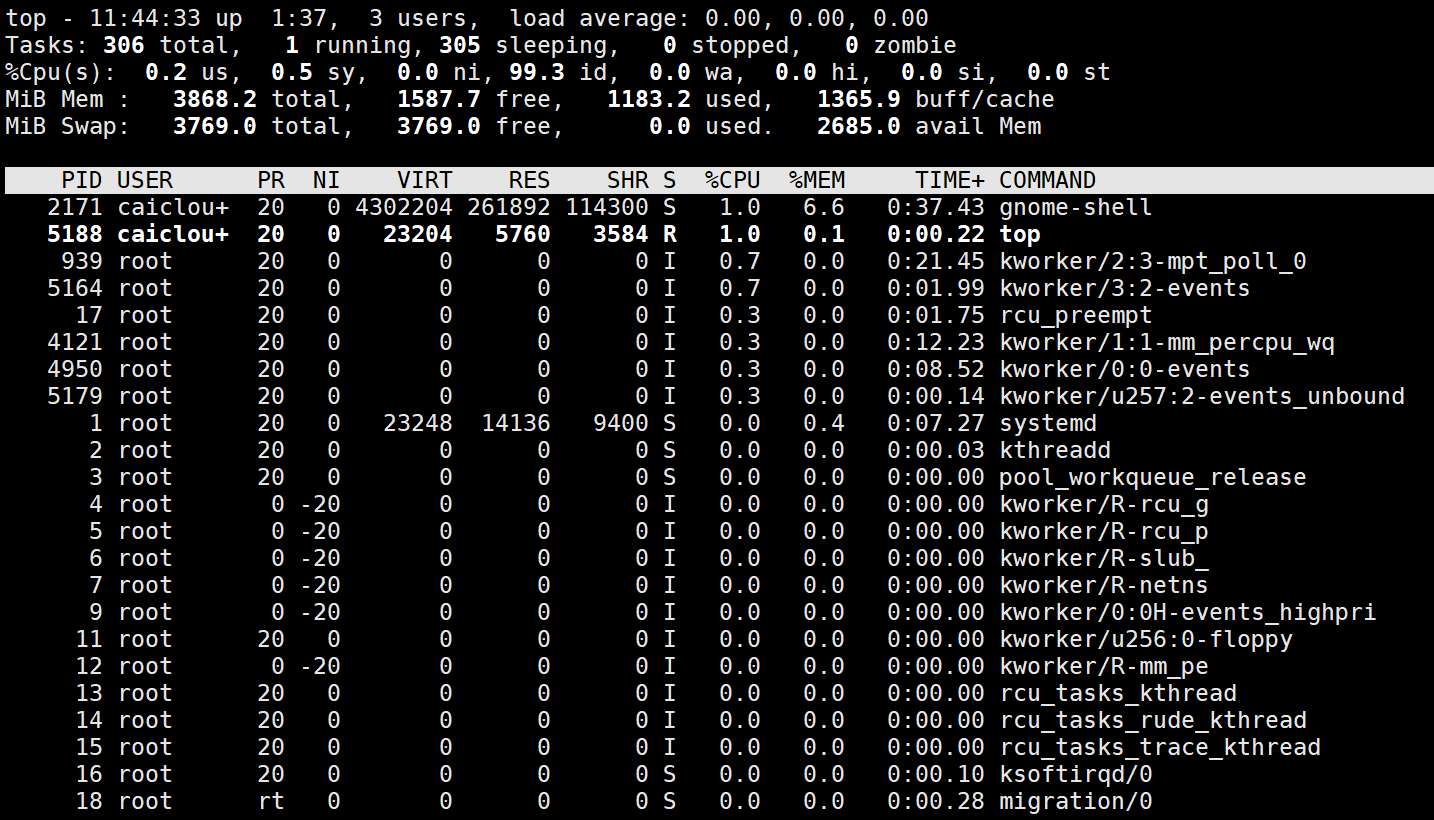 top - 11:44:33 up  1:37,  3 users,  load average: 0.00, 0.00, 0.00
Tasks: 306 total,   1 running, 305 sleeping,   0 stopped,   0 zombie
%Cpu(s):  0.2 us,  0.5 sy,  0.0 ni, 99.3 id,  0.0 wa,  0.0 hi,  0.0 si,  0.0 st
MiB Mem :   3868.2 total,   1587.7 free,   1183.2 used,   1365.9 buff/cache
MiB Swap:   3769.0 total,   3769.0 free,      0.0 used.   2685.0 avail Mem
    PID USER      PR  NI    VIRT    RES    SHR S  %CPU  %MEM     TIME+ COMMAND
   2171 caiclou+  20   0 4302204 261892 114300 S   1.0   6.6   0:37.43 gnome-shell
   5188 caiclou+  20   0   23204   5760   3584 R   1.0   0.1   0:00.22 top
    939 root      20   0       0      0      0 I   0.7   0.0   0:21.45 kworker/2:3-mpt_poll_0
   5164 root      20   0       0      0      0 I   0.7   0.0   0:01.99 kworker/3:2-events
     17 root      20   0       0      0      0 I   0.3   0.0   0:01.75 rcu_preempt
   4121 root      20   0       0      0      0 I   0.3   0.0   0:12.23 kworker/1:1-mm_percpu_wq
   4950 root      20   0       0      0      0 I   0.3   0.0   0:08.52 kworker/0:0-events
   5179 root      20   0       0      0      0 I   0.3   0.0   0:00.14 kworker/u257:2-events_unbound
      1 root      20   0   23248  14136   9400 S   0.0   0.4   0:07.27 systemd
      2 root      20   0       0      0      0 S   0.0   0.0   0:00.03 kthreadd
      3 root      20   0       0      0      0 S   0.0   0.0   0:00.00 pool_workqueue_release
      4 root       0 -20       0      0      0 I   0.0   0.0   0:00.00 kworker/R-rcu_g
      5 root       0 -20       0      0      0 I   0.0   0.0   0:00.00 kworker/R-rcu_p
      6 root       0 -20       0      0      0 I   0.0   0.0   0:00.00 kworker/R-slub_
      7 root       0 -20       0      0      0 I   0.0   0.0   0:00.00 kworker/R-netns
      9 root       0 -20       0      0      0 I   0.0   0.0   0:00.00 kworker/0:0H-events_highpri
     11 root      20   0       0      0      0 I   0.0   0.0   0:00.00 kworker/u256:0-floppy
     12 root       0 -20       0      0      0 I   0.0   0.0   0:00.00 kworker/R-mm_pe
     13 root      20   0       0      0      0 I   0.0   0.0   0:00.00 rcu_tasks_kthread
     14 root      20   0       0      0      0 I   0.0   0.0   0:00.00 rcu_tasks_rude_kthread
     15 root      20   0       0      0      0 I   0.0   0.0   0:00.00 rcu_tasks_trace_kthread
     16 root      20   0       0      0      0 S   0.0   0.0   0:00.10 ksoftirqd/0
     18 root      rt   0       0      0      0 S   0.0   0.0   0:00.28 migration/0